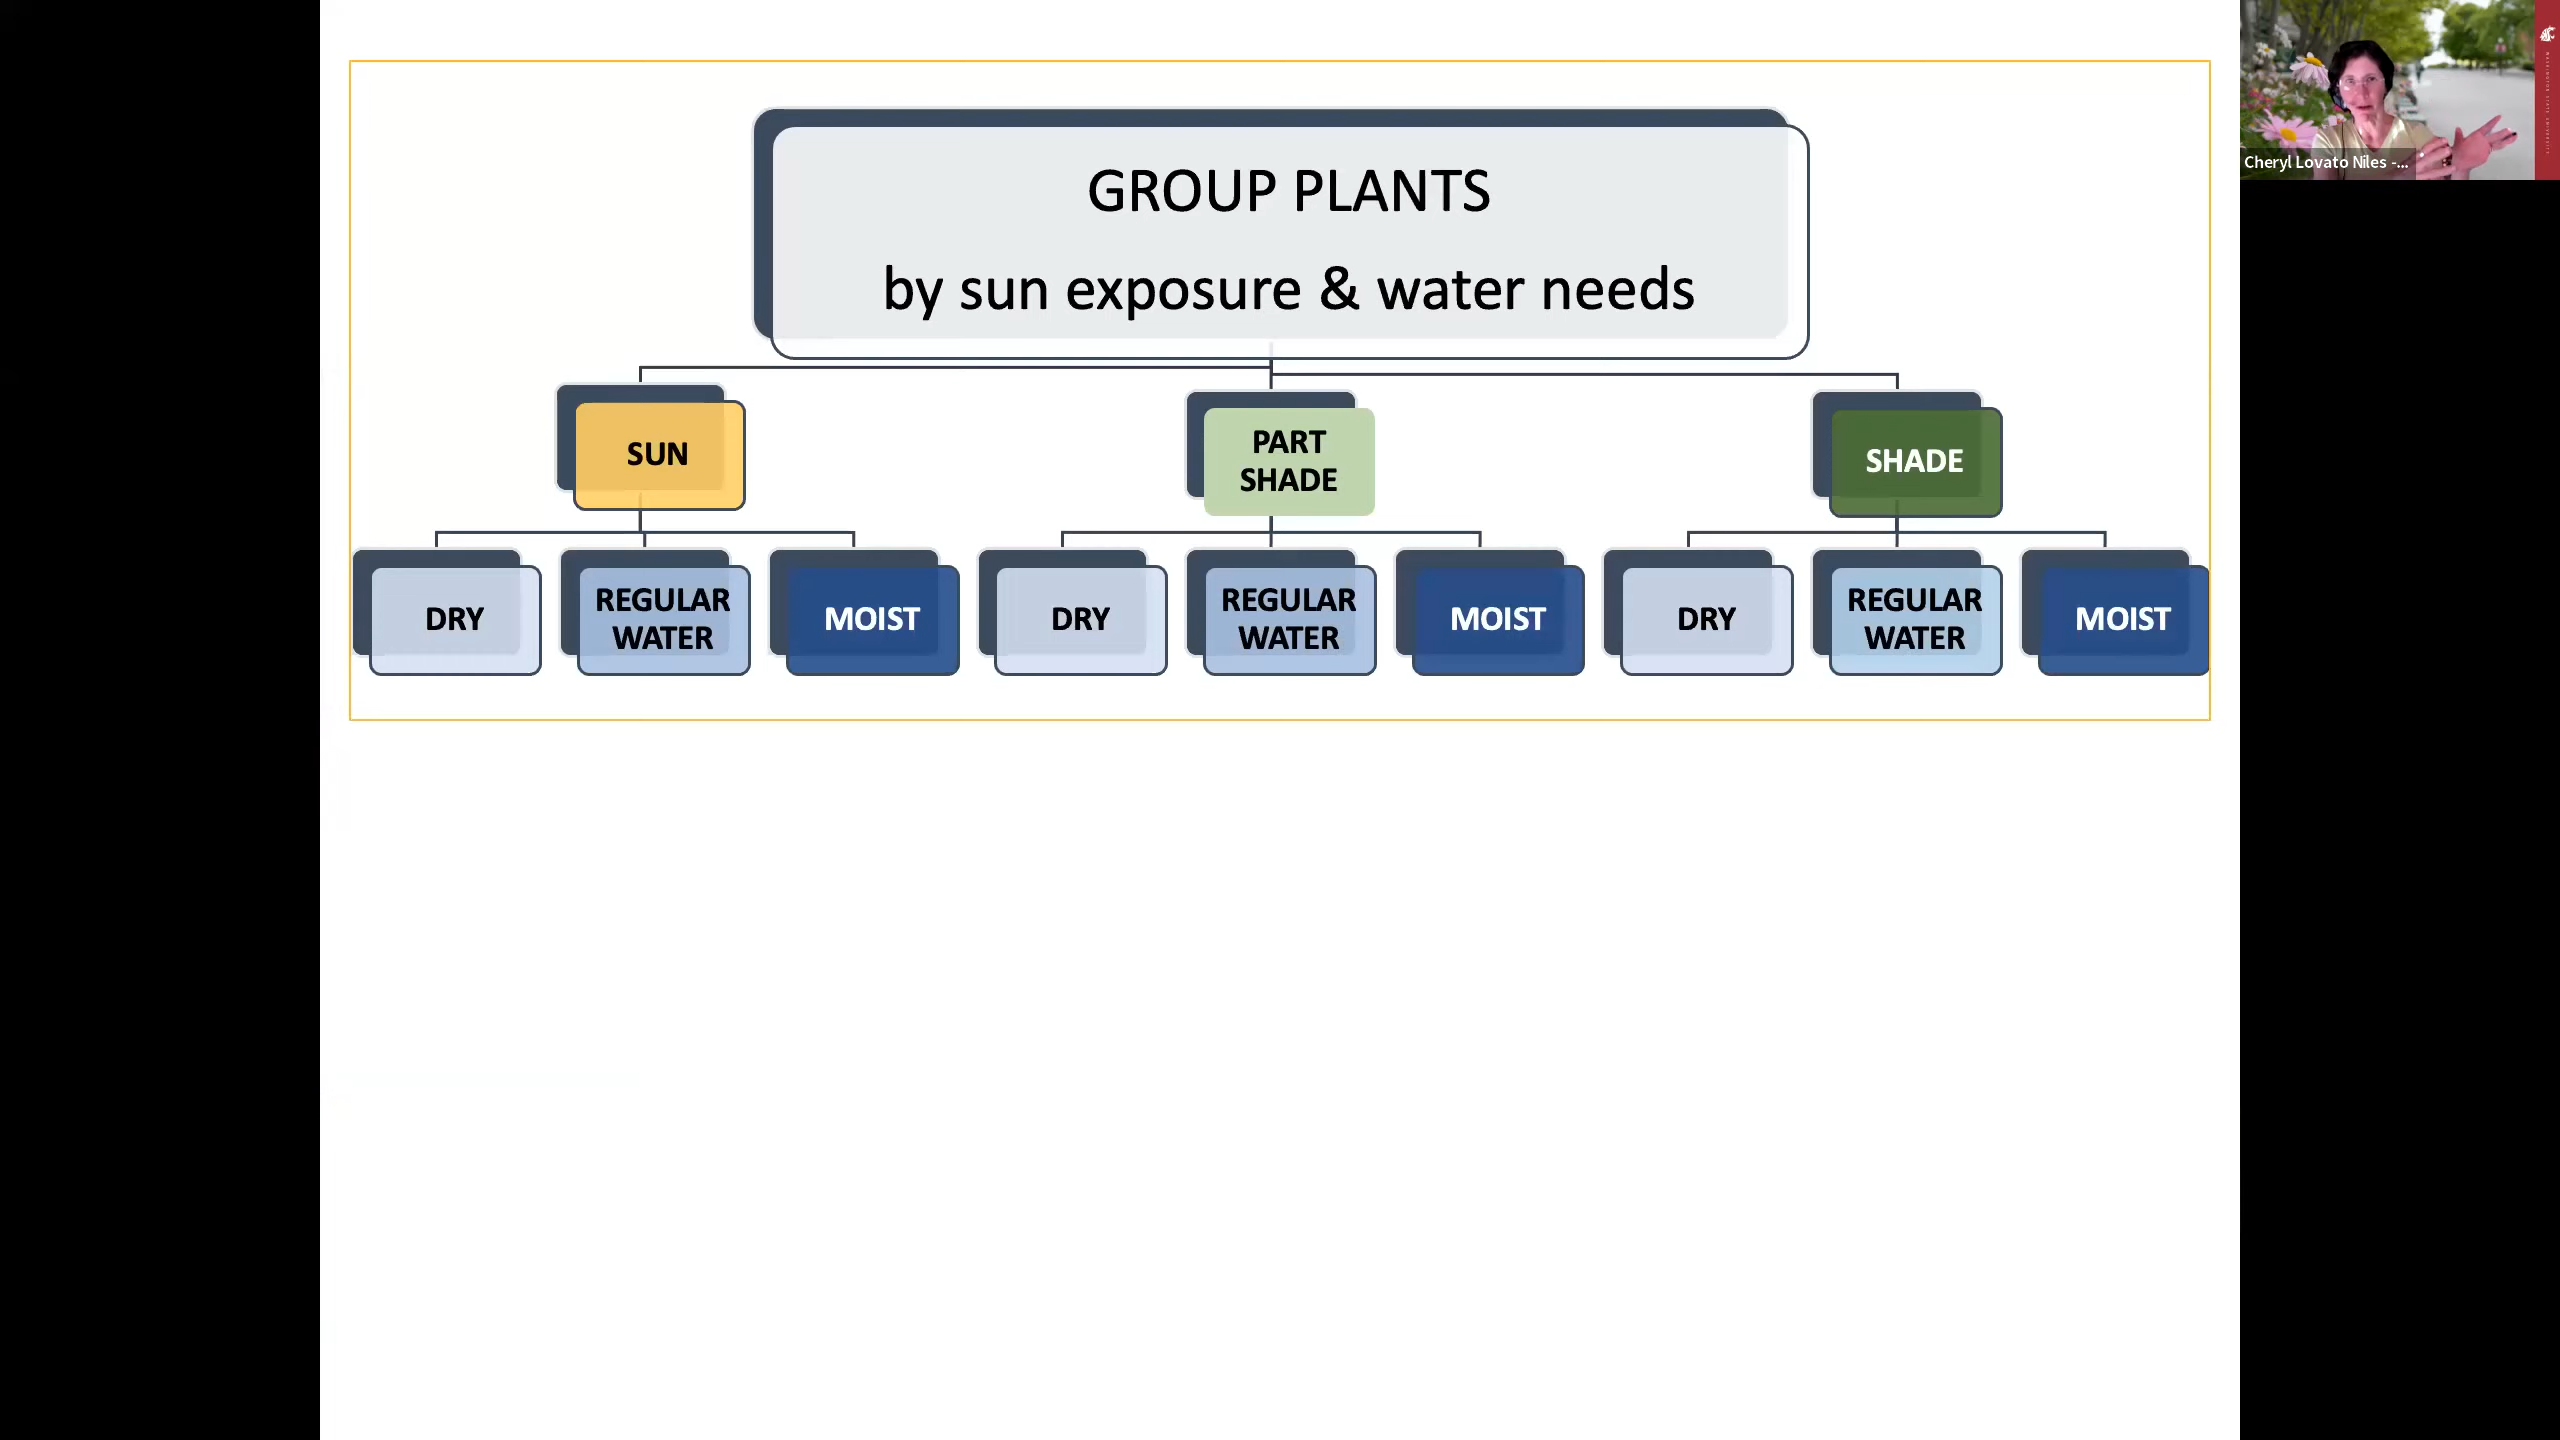 GROUP PLANTS
by sun exposure & water needs
SUN
PART
SHADE
SHADE
DRY
REGULAR
WATER
MOIST
DRY
REGULAR
WATER
MOIST
DRY
REGULAR
WATER
MOIST
Cheryl Lovato Niles -...